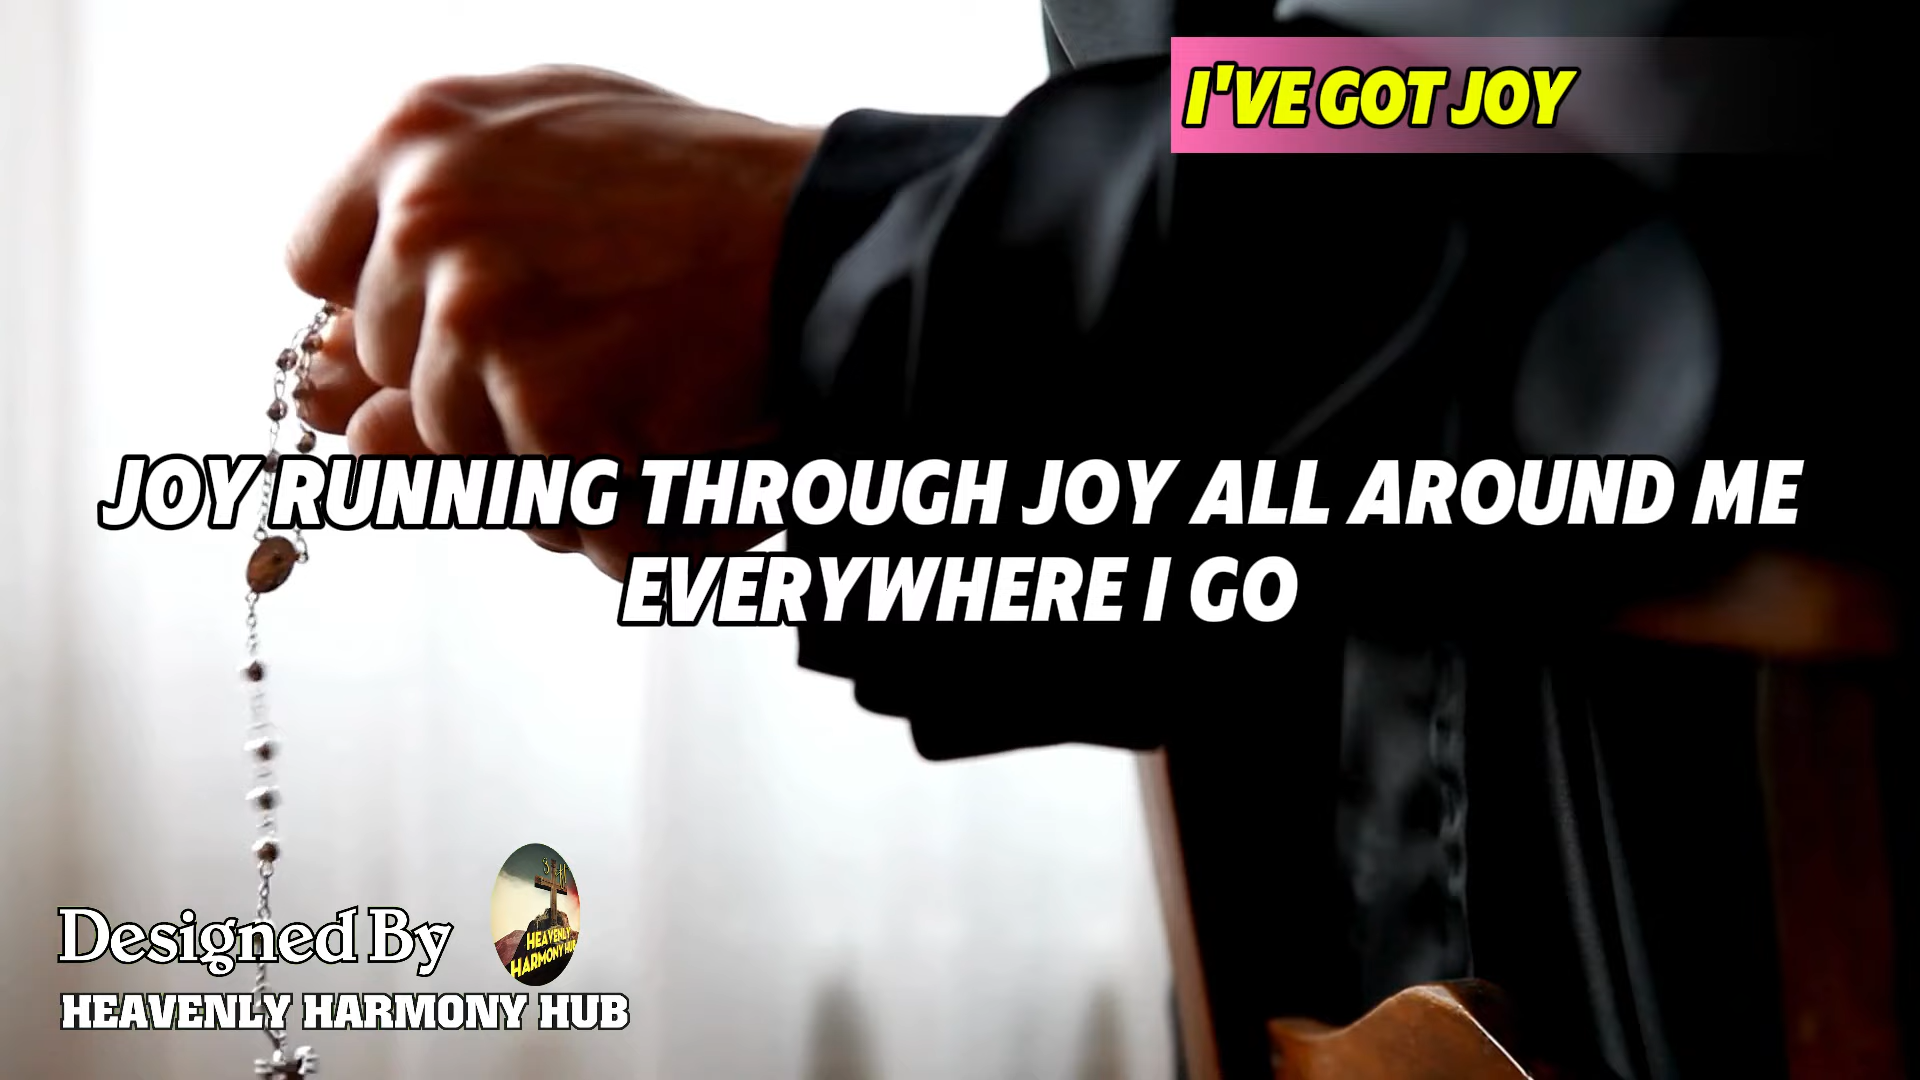 I'VE GOT JOY
JOY RUNNING THROUGH JOY ALL AROUND ME
EVERYWHERE I GO
Designed By
HEAVENLY
HARMONY HUB
HEAVENLY HARMONY HUB